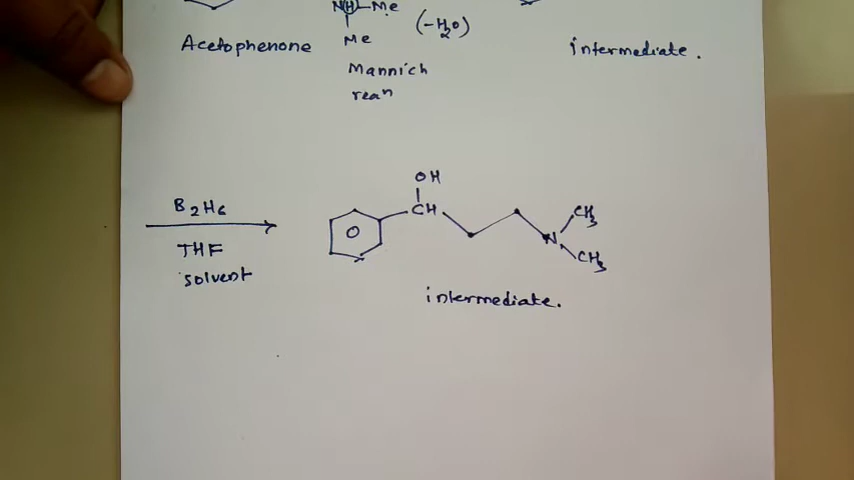 NH-Me
Me
(-H2O)
Acetophenone
intermediate.
Mannich
rean
OH
B2H6
CH
CH3
THF
N
solvent
CH3
intermediate.